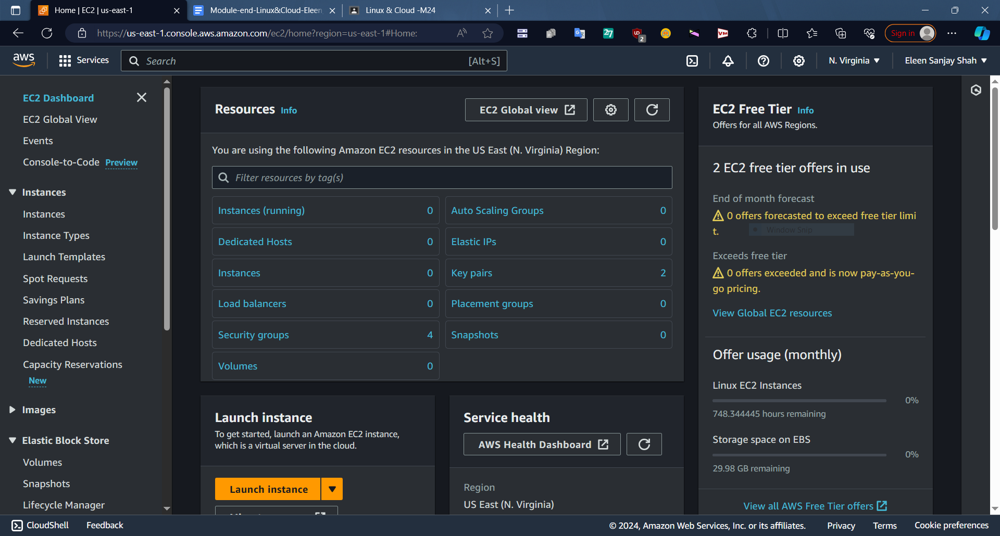 Home | EC2 | us-east-1
Module-end-Linux&Cloud-Eleen
Linux & Cloud -M24
https://us-east-1.console.aws.amazon.com/ec2/home?region=us-east-1#Home:
A
27
UO
2
VM
Sign in
aws
Services
Search
[Alt+S]
N. Virginia
Eleen Sanjay Shah
EC2 Dashboard
EC2 Global View
Events
Console-to-Code Preview
Instances
Instances
Instance Types
Launch Templates
Spot Requests
Savings Plans
Reserved Instances
Dedicated Hosts
Capacity Reservations
New
Images
Elastic Block Store
Volumes
Snapshots
Lifecycle Manager
Resources Info
EC2 Global view
You are using the following Amazon EC2 resources in the US East (N. Virginia) Region:
Filter resources by tag(s)
Instances (running) 0
Auto Scaling Groups 0
Dedicated Hosts 0
Elastic IPs 0
Instances 0
Key pairs 2
Load balancers 0
Placement groups 0
Security groups 4
Snapshots 0
Volumes 0
Launch instance
To get started, launch an Amazon EC2 instance,
which is a virtual server in the cloud.
Launch instance
Service health
AWS Health Dashboard
Region
US East (N. Virginia)
EC2 Free Tier Info
Offers for all AWS Regions.
2 EC2 free tier offers in use
End of month forecast
0 offers forecasted to exceed free tier limi
t.
Window Snip
Exceeds free tier
0 offers exceeded and is now pay-as-you-
go pricing.
View Global EC2 resources
Offer usage (monthly)
Linux EC2 Instances
0%
748.344445 hours remaining
Storage space on EBS
0%
29.98 GB remaining
View all AWS Free Tier offers
CloudShell
Feedback
© 2024, Amazon Web Services, Inc. or its affiliates.
Privacy
Terms
Cookie preferences